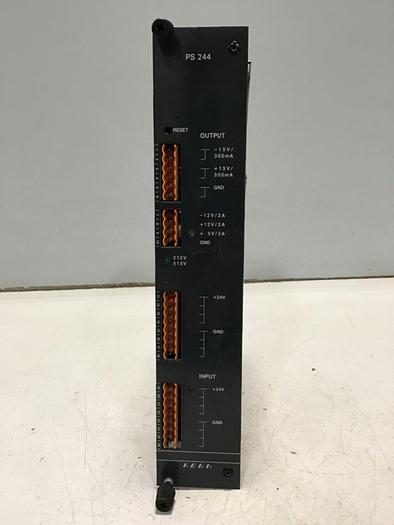 PS 244
RESET
OUTPUT
-15V/
300mA
+15V/
300mA
GND
-12V/2A
+12V/2A
+ 5V/3A
GND
±12V
±15V
+24V
GND
INPUT
+24V
GND